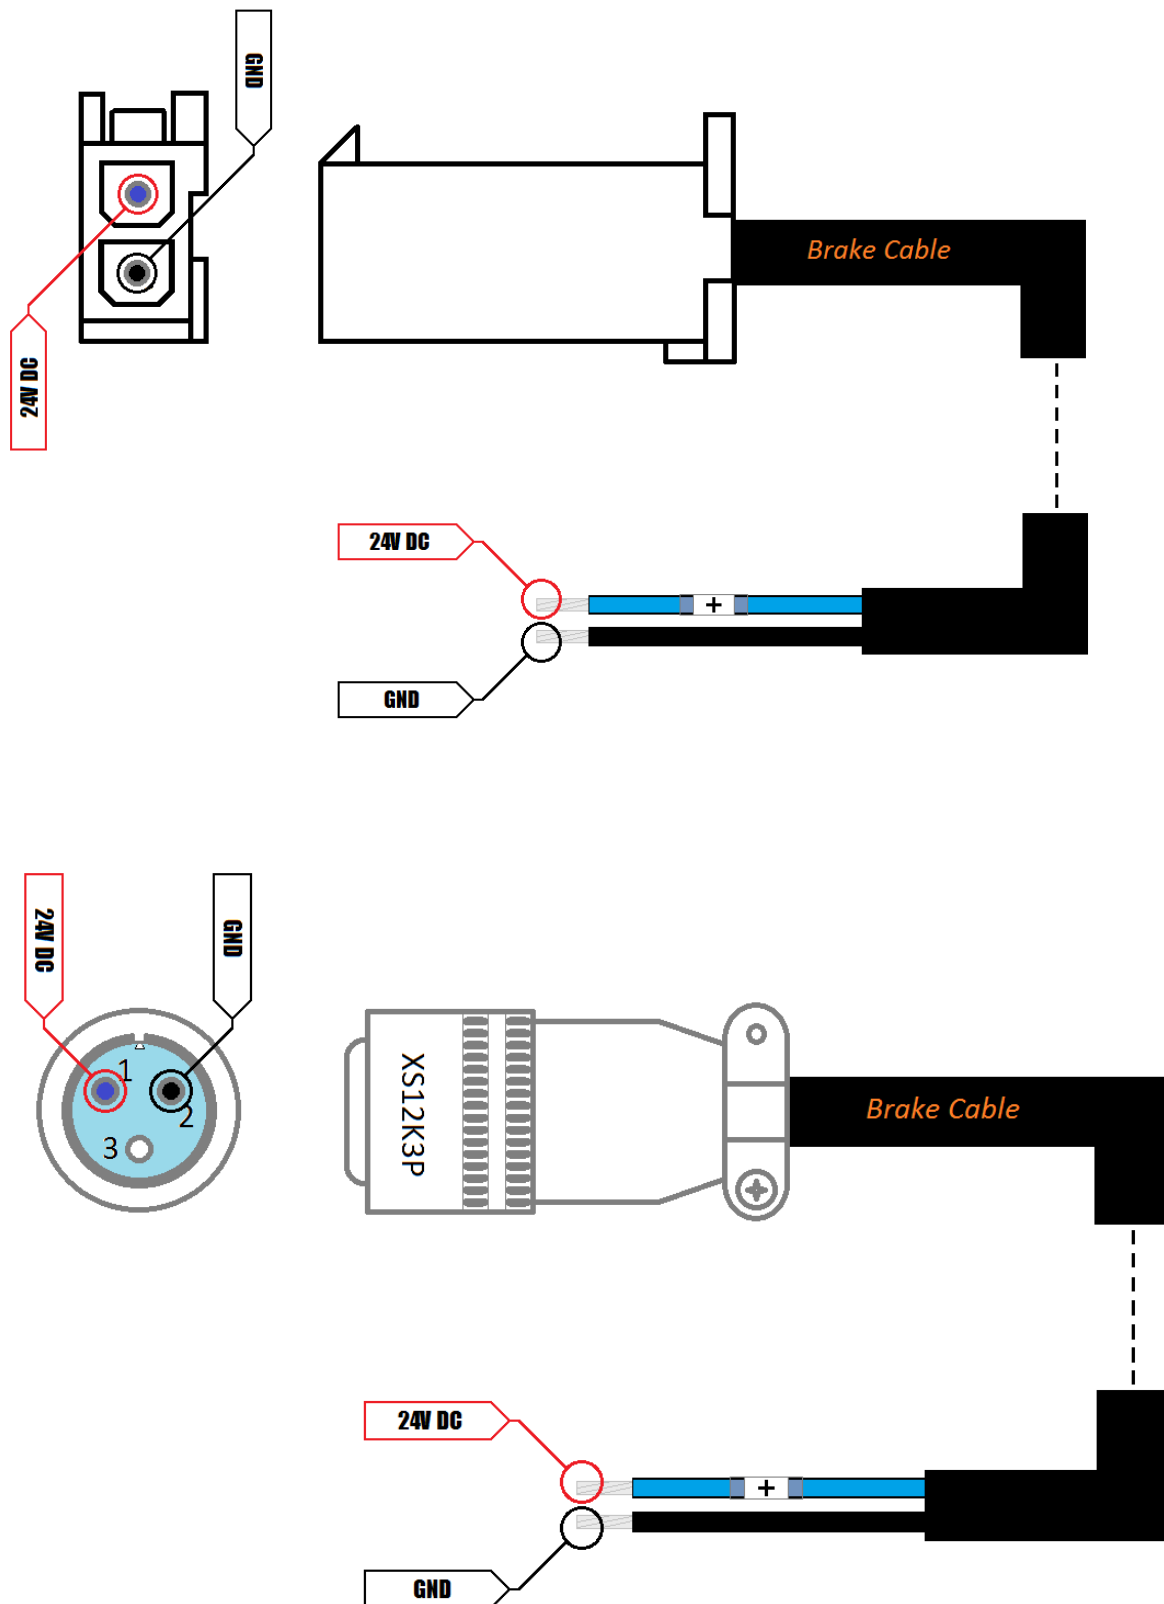 GND
Brake Cable
24V DC
24V DC
+
GND
24V DC
GND
1
2
3
XS12K3P
Brake Cable
24V DC
+
GND